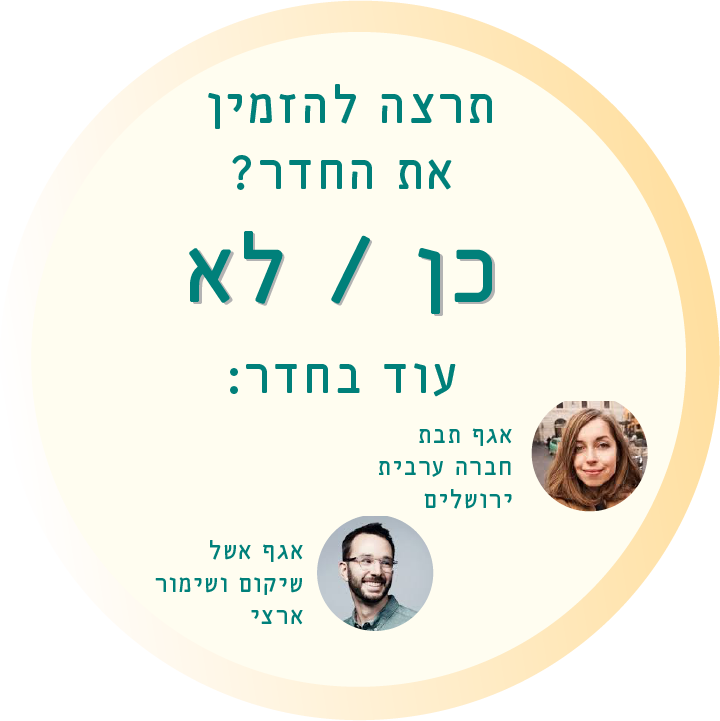 תרצה להזמין
את החדר?
כן / לא
עוד בחדר:
אגף תבת
חברה ערבית
ירושלים
אגף אשל
שיקום ושימור
ארצי